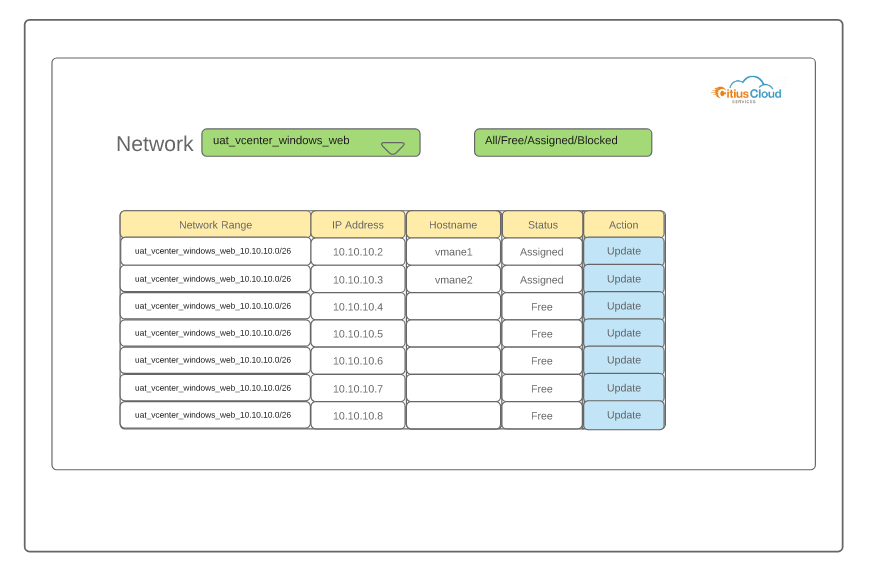 CitiusCloud
SERVICES
Network uat_vcenter_windows_web All/Free/Assigned/Blocked
Network Range IP Address Hostname Status Action
uat_vcenter_windows_web_10.10.10.0/26 10.10.10.2 vmane1 Assigned Update
uat_vcenter_windows_web_10.10.10.0/26 10.10.10.3 vmane2 Assigned Update
uat_vcenter_windows_web_10.10.10.0/26 10.10.10.4 Free Update
uat_vcenter_windows_web_10.10.10.0/26 10.10.10.5 Free Update
uat_vcenter_windows_web_10.10.10.0/26 10.10.10.6 Free Update
uat_vcenter_windows_web_10.10.10.0/26 10.10.10.7 Free Update
uat_vcenter_windows_web_10.10.10.0/26 10.10.10.8 Free Update